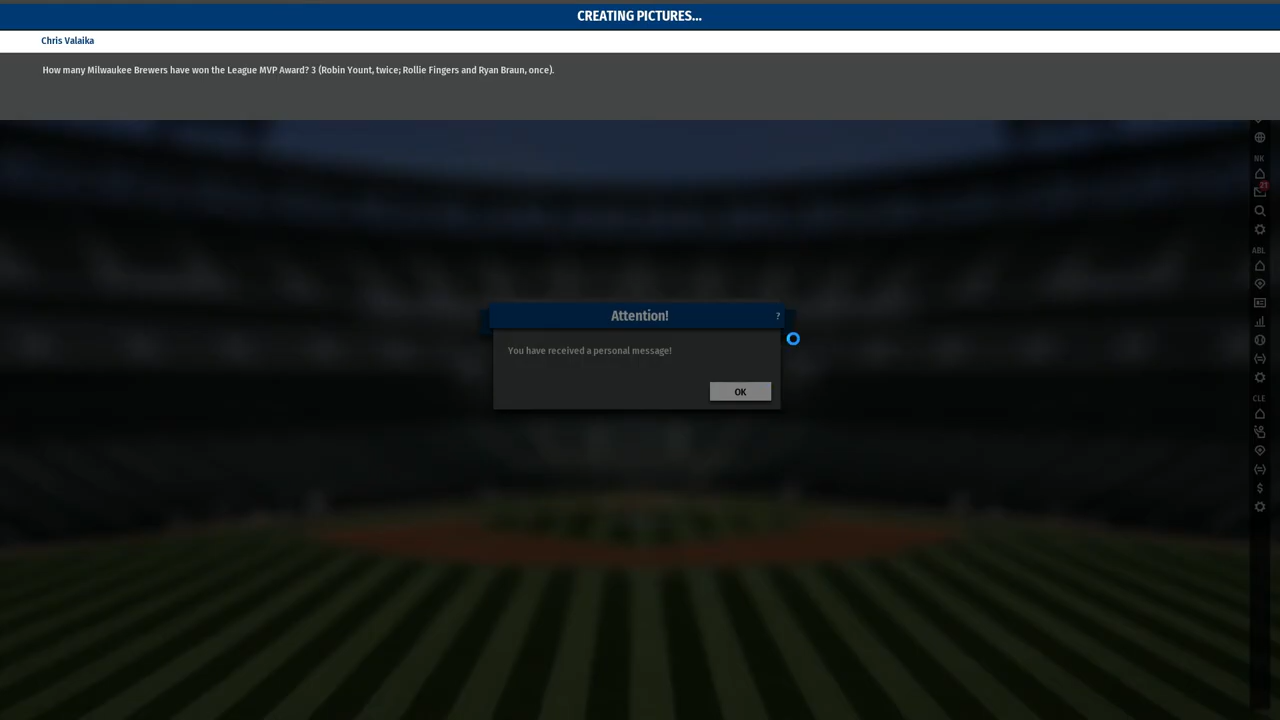 CREATING PICTURES...
Chris Valaika
How many Milwaukee Brewers have won the League MVP Award? 3 (Robin Yount, twice; Rollie Fingers and Ryan Braun, once).
NK
21
ABL
CLE
$
Attention!
?
You have received a personal message!
OK